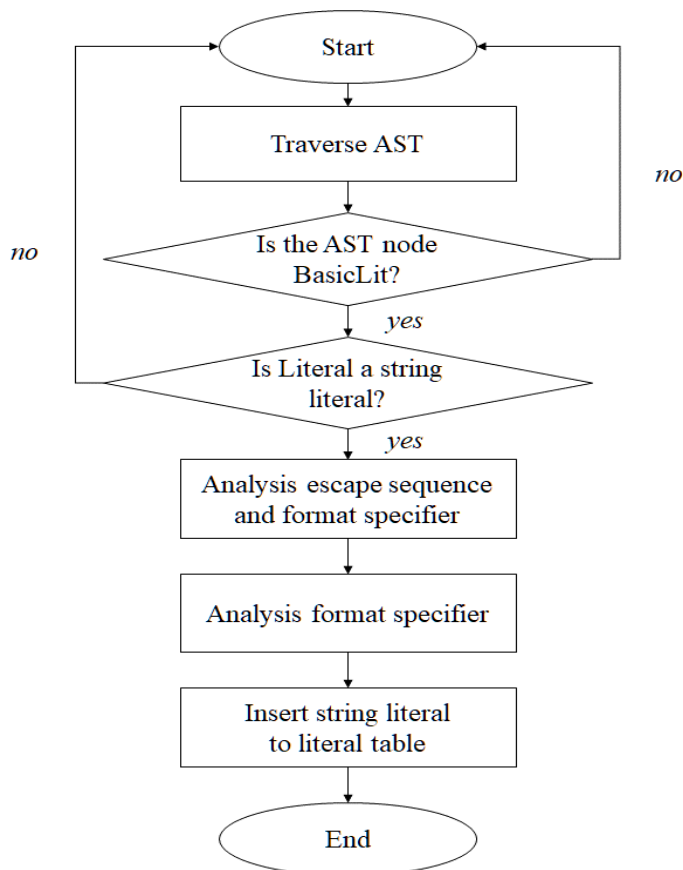 Start
Traverse AST
no
Is the AST node
BasicLit?
no
yes
Is Literal a string
literal?
yes
Analysis escape sequence
and format specifier
Analysis format specifier
Insert string literal
to literal table
End